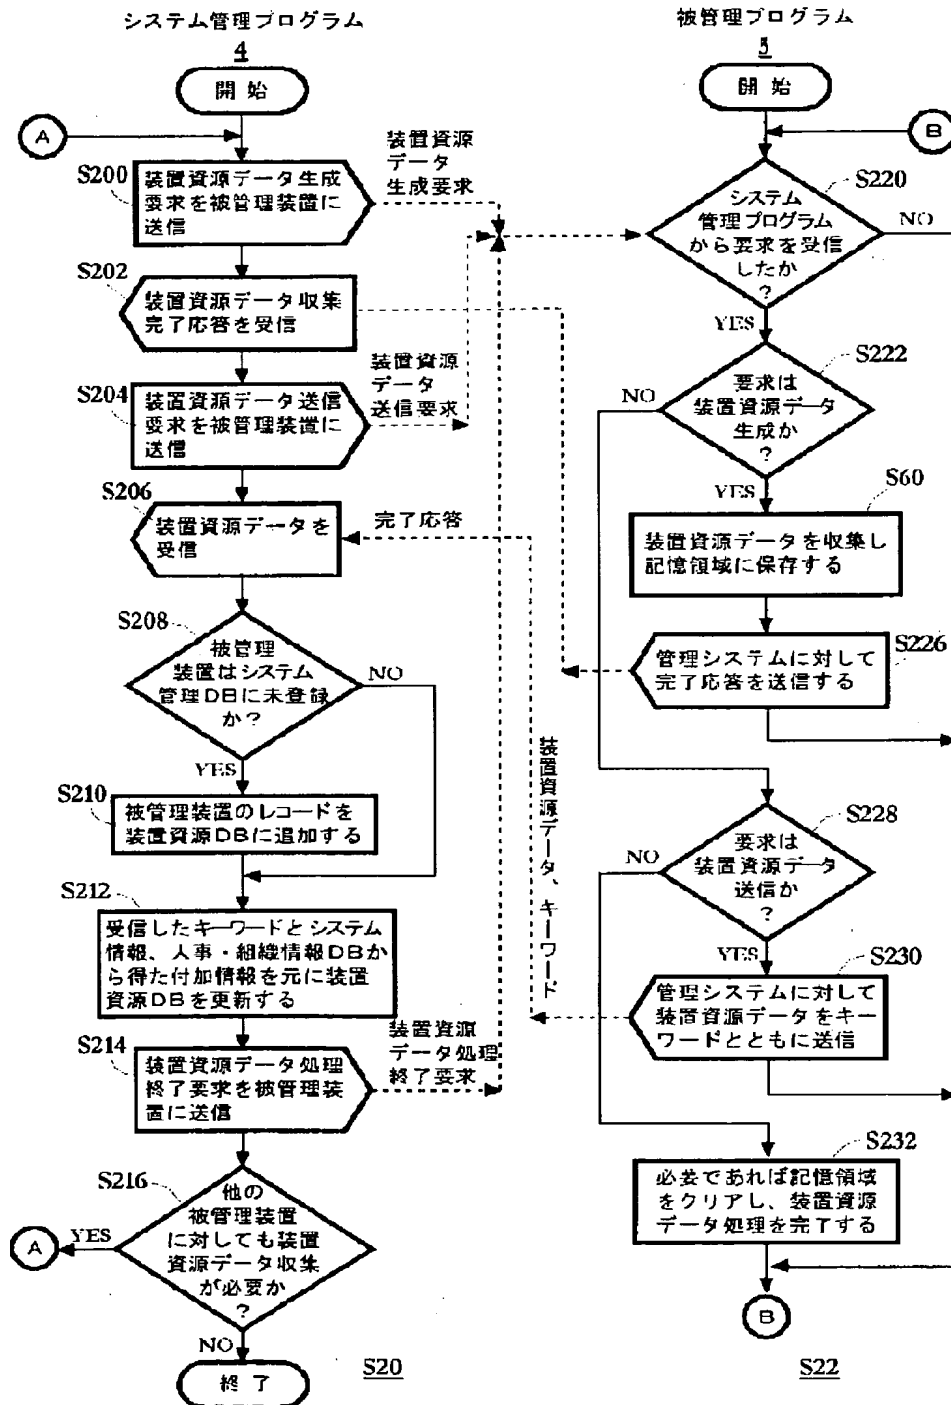 システム管理プログラム
4
開始
A
S200
装置資源データ生成
要求を被管理装置に
送信
装置資源
データ
生成要求
S202
装置資源データ収集
完了応答を受信
S204
装置資源データ送信
要求を被管理装置に
送信
装置資源
データ
送信要求
S206
装置資源データを
受信
完了応答
S208
被管理
装置はシステム
管理DBに未登録
か?
NO
YES
S210
被管理装置のレコードを
装置資源DBに追加する
S212
受信したキーワードとシステム
情報、人事・組織情報DBから
得た付加情報を元に装置
資源DBを更新する
S214
装置資源データ処理
終了要求を被管理装
置に送信
装置資源
データ処理
終了要求
S216
他の
被管理装置
に対しても装置
資源データ収集
が必要か
?
YES
A
NO
終了
S20
装置資源データ、キーワード
被管理プログラム
5
開始
B
S220
システム
管理プログラム
から要求を受信
したか
?
NO
YES
S222
要求は
装置資源データ
生成か
?
NO
YES
S60
装置資源データを収集し
記憶領域に保存する
S226
管理システムに対して
完了応答を送信する
S228
要求は
装置資源データ
送信か
?
NO
YES
S230
管理システムに対して
装置資源データをキー
ワードとともに送信
S232
必要であれば記憶領域
をクリアし、装置資源
データ処理を完了する
B
S22